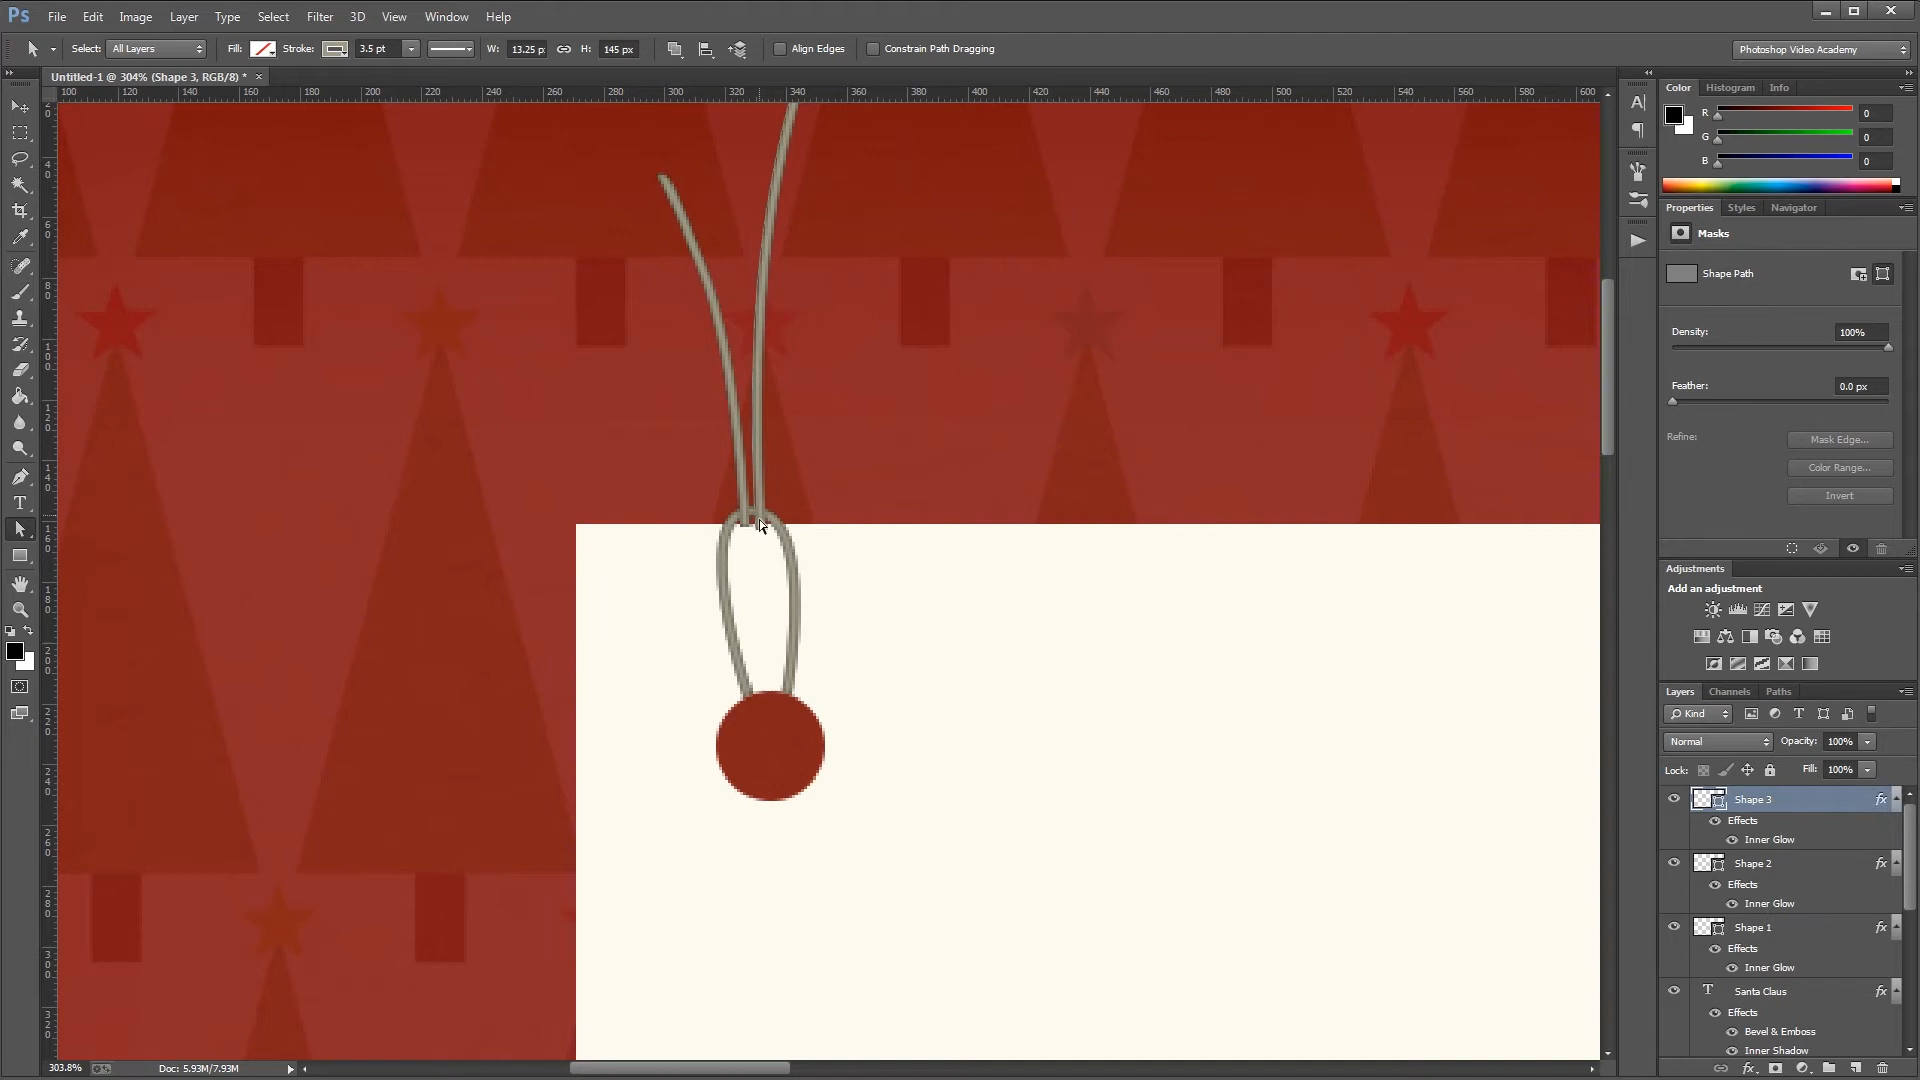 Ps File Edit Image Layer Type Select Filter 3D View Window Help
Select: All Layers Fill: Stroke: 3.5 pt W: 13.25 p H: 145 px Align Edges Constrain Path Dragging Photoshop Video Academy
Untitled-1 @ 304% (Shape 3, RGB/8) * ×
100 120 140 160 180 200 220 240 260 280 300 320 340 360 380 400 420 440 460 480 500 520 540 560 580 600
Color Histogram Info
R 0
G 0
B 0
Properties Styles Navigator
Masks
Shape Path
Density: 100%
Feather: 0.0 px
Refine: Mask Edge...
Color Range...
Invert
Adjustments
Add an adjustment
Layers Channels Paths
Kind
Normal Opacity: 100%
Lock: Fill: 100%
Shape 3 fx
Effects
Inner Glow
Shape 2 fx
Effects
Inner Glow
Shape 1 fx
Effects
Inner Glow
T Santa Claus fx
Effects
Bevel & Emboss
Inner Shadow
303.8% Doc: 5.93M/7.93M